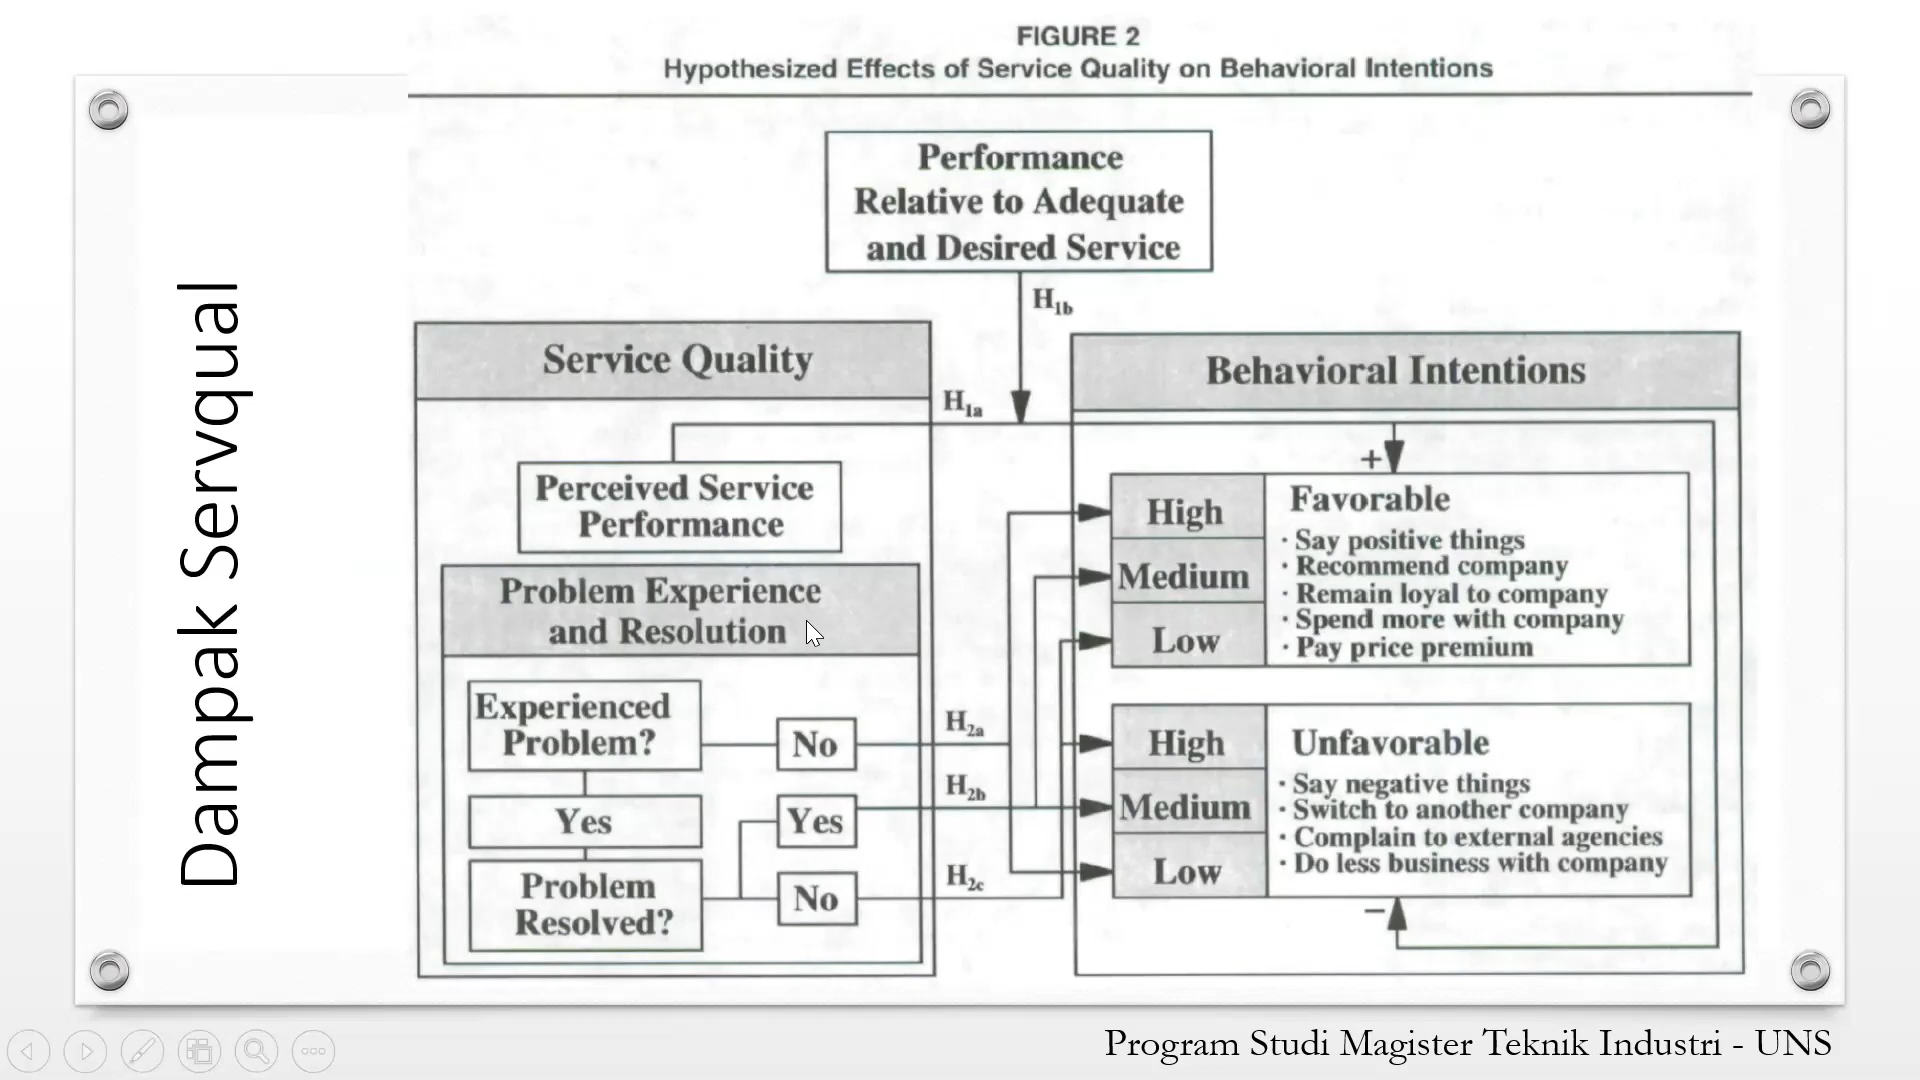 FIGURE 2
Hypothesized Effects of Service Quality on Behavioral Intentions
Dampak Servqual
Performance
Relative to Adequate
and Desired Service
H1b
Service Quality
H1a
Perceived Service
Performance
Problem Experience
and Resolution
Experienced
Problem?
No
Yes
Yes
Problem
Resolved?
No
H2a
H2b
H2c
Behavioral Intentions
+
High
Medium
Low
Favorable
· Say positive things
· Recommend company
· Remain loyal to company
· Spend more with company
· Pay price premium
High
Medium
Low
Unfavorable
· Say negative things
· Switch to another company
· Complain to external agencies
· Do less business with company
−
Program Studi Magister Teknik Industri - UNS